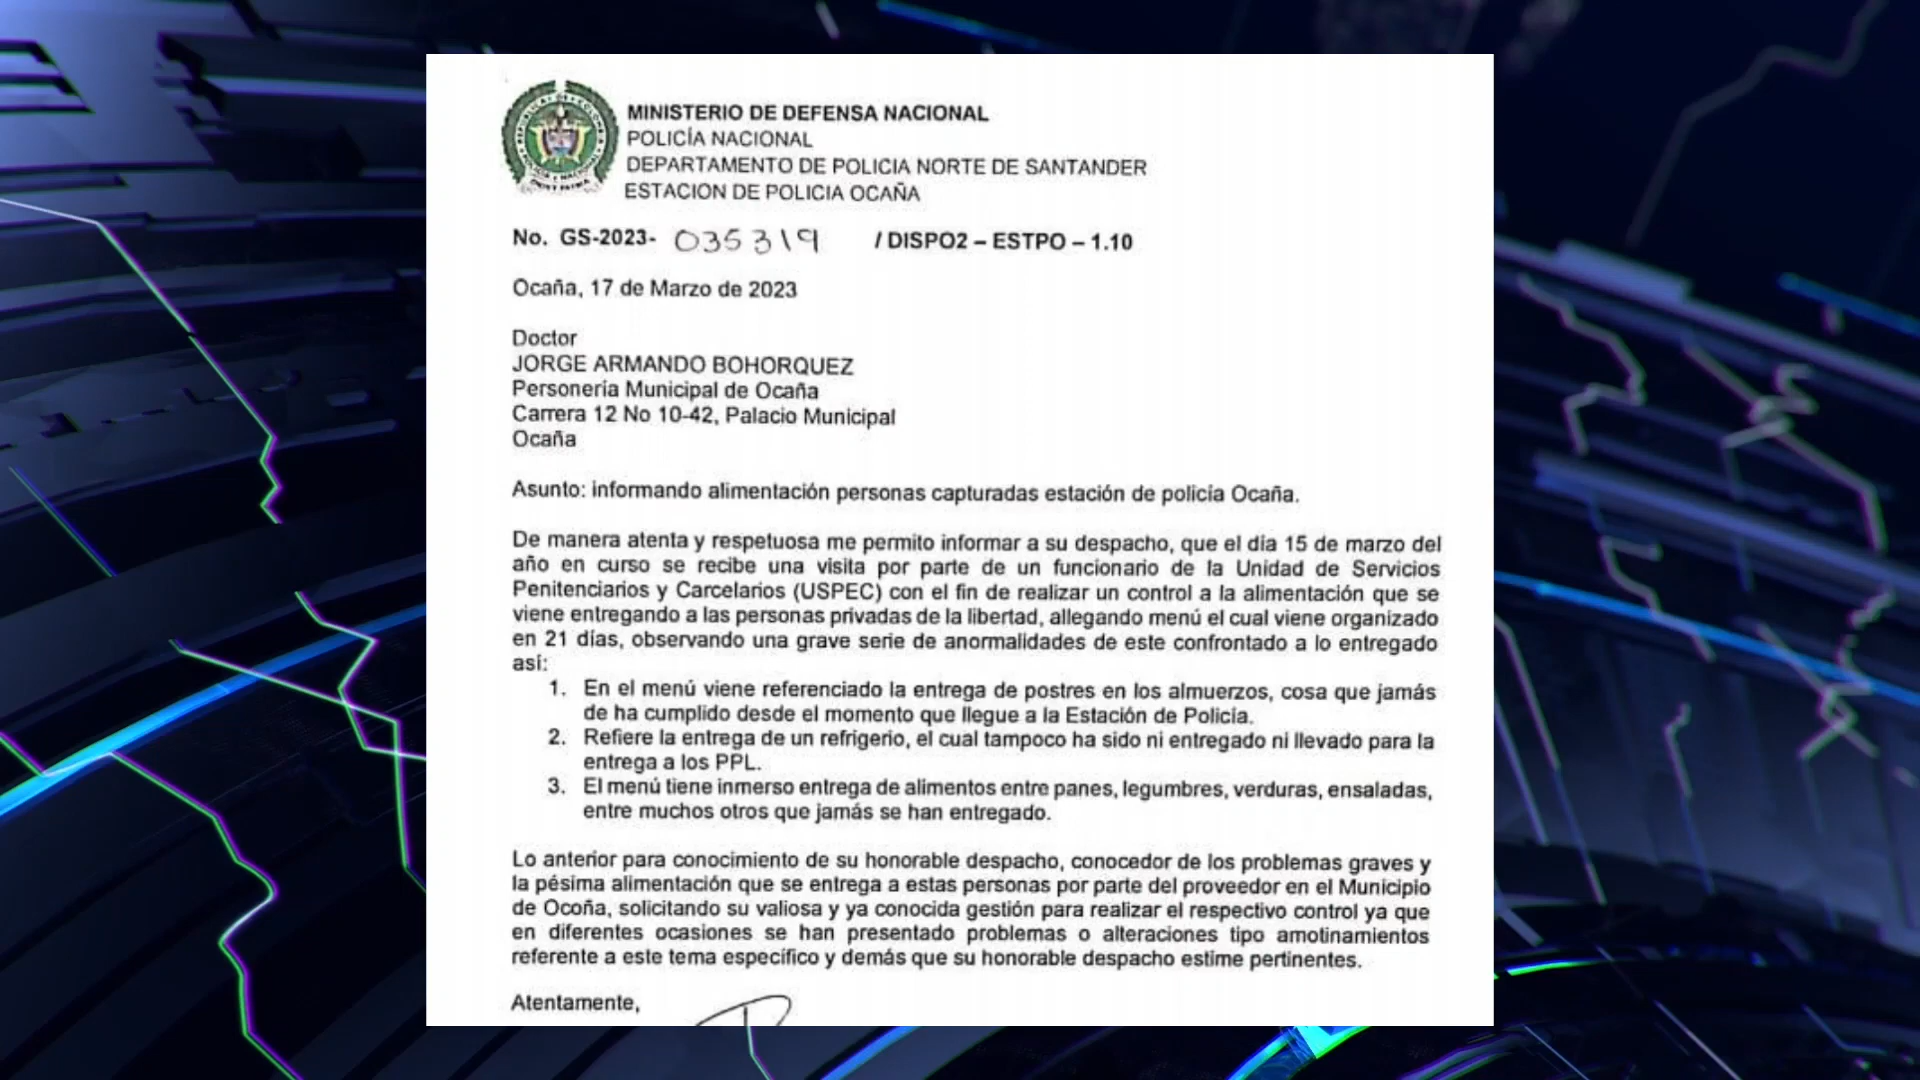 MINISTERIO DE DEFENSA NACIONAL
POLICÍA NACIONAL
DEPARTAMENTO DE POLICIA NORTE DE SANTANDER
ESTACION DE POLICIA OCAÑA
No. GS-2023- 035319 / DISPO2 – ESTPO – 1.10
Ocaña, 17 de Marzo de 2023
Doctor
JORGE ARMANDO BOHORQUEZ
Personería Municipal de Ocaña
Carrera 12 No 10-42, Palacio Municipal
Ocaña
Asunto: informando alimentación personas capturadas estación de policía Ocaña.
De manera atenta y respetuosa me permito informar a su despacho, que el día 15 de marzo del
año en curso se recibe una visita por parte de un funcionario de la Unidad de Servicios
Penitenciarios y Carcelarios (USPEC) con el fin de realizar un control a la alimentación que se
viene entregando a las personas privadas de la libertad, allegando menú el cual viene organizado
en 21 días, observando una grave serie de anormalidades de este confrontado a lo entregado
así:
1. En el menú viene referenciado la entrega de postres en los almuerzos, cosa que jamás
de ha cumplido desde el momento que llegue a la Estación de Policía.
2. Refiere la entrega de un refrigerio, el cual tampoco ha sido ni entregado ni llevado para la
entrega a los PPL.
3. El menú tiene inmerso entrega de alimentos entre panes, legumbres, verduras, ensaladas,
entre muchos otros que jamás se han entregado.
Lo anterior para conocimiento de su honorable despacho, conocedor de los problemas graves y
la pésima alimentación que se entrega a estas personas por parte del proveedor en el Municipio
de Ocoña, solicitando su valiosa y ya conocida gestión para realizar el respectivo control ya que
en diferentes ocasiones se han presentado problemas o alteraciones tipo amotinamientos
referente a este tema específico y demás que su honorable despacho estime pertinentes.
Atentamente,